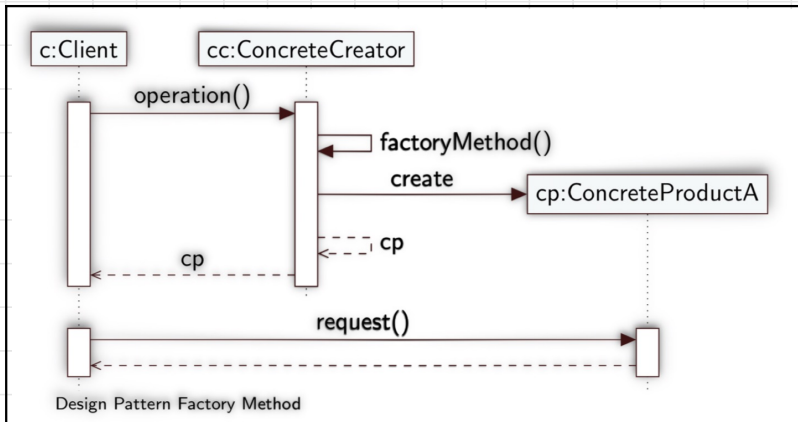 c:Client
cc:ConcreteCreator
operation()
factoryMethod()
create
cp:ConcreteProductA
cp
cp
request()
Design Pattern Factory Method